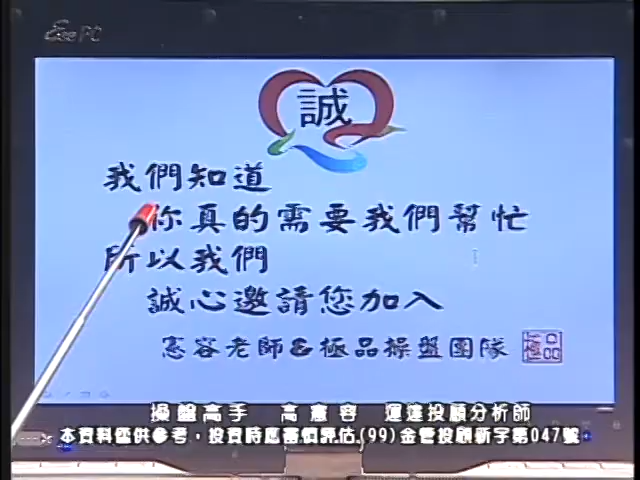 Eee PC
誠
我們知道
你真的需要我們幫忙
所以我們
誠心邀請您加入
憲容老師&極品操盤團隊
極品
操盤高手 高憲容 運達投顧分析師
本資料僅供參考,投資時應審慎評估(99)金管投顧新字第047號